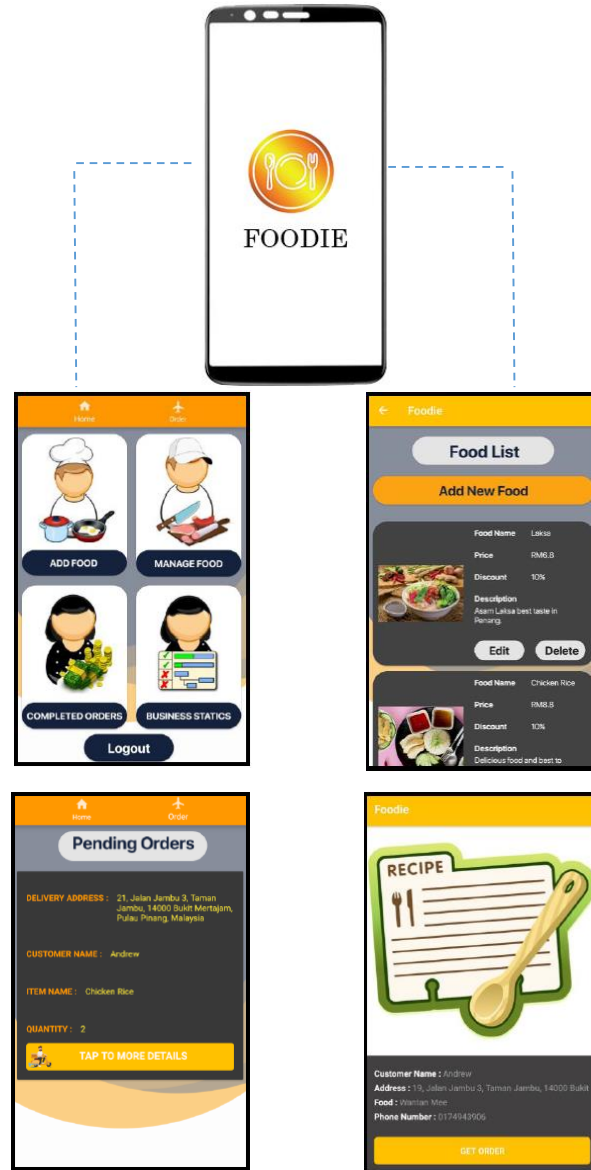 FOODIE
Home
Order
ADD FOOD
MANAGE FOOD
COMPLETED ORDERS
BUSINESS STATICS
Logout
Foodie
Food List
Add New Food
Food Name Laksa
Price RM6.8
Discount 10%
Description
Asam Laksa best taste in
Penang.
Edit Delete
Food Name Chicken Rice
Price RM8.8
Discount 10%
Description
Delicious food and best to
Home
Order
Pending Orders
DELIVERY ADDRESS : 21, Jalan Jambu 3, Taman
Jambu, 14000 Bukit Mertajam,
Pulau Pinang, Malaysia
CUSTOMER NAME : Andrew
ITEM NAME : Chicken Rice
QUANTITY : 2
TAP TO MORE DETAILS
Foodie
RECIPE
Customer Name : Andrew
Address : 19, Jalan Jambu 3, Taman Jambu, 14000 Bukit
Food : Wantan Mee
Phone Number : 0174943906
GET ORDER